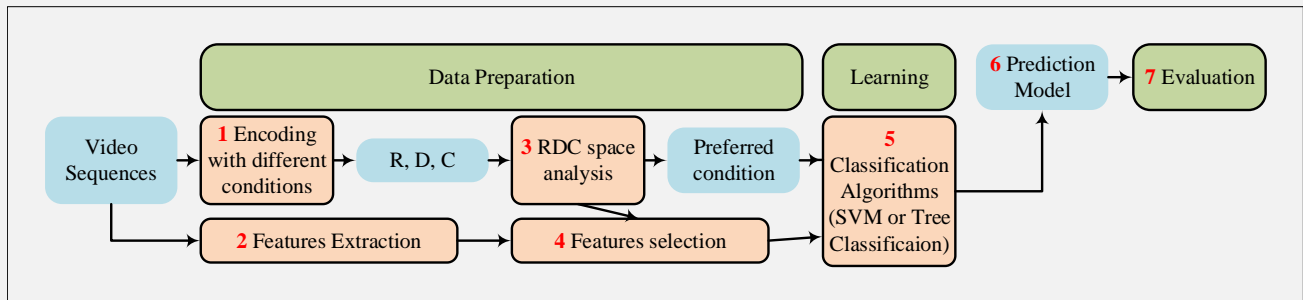 Data Preparation
Learning
6 Prediction
Model
7 Evaluation
Video
Sequences
1 Encoding
with different
conditions
R, D, C
3 RDC space
analysis
Preferred
condition
5
Classification
Algorithms
(SVM or Tree
Classificaion)
2 Features Extraction
4 Features selection